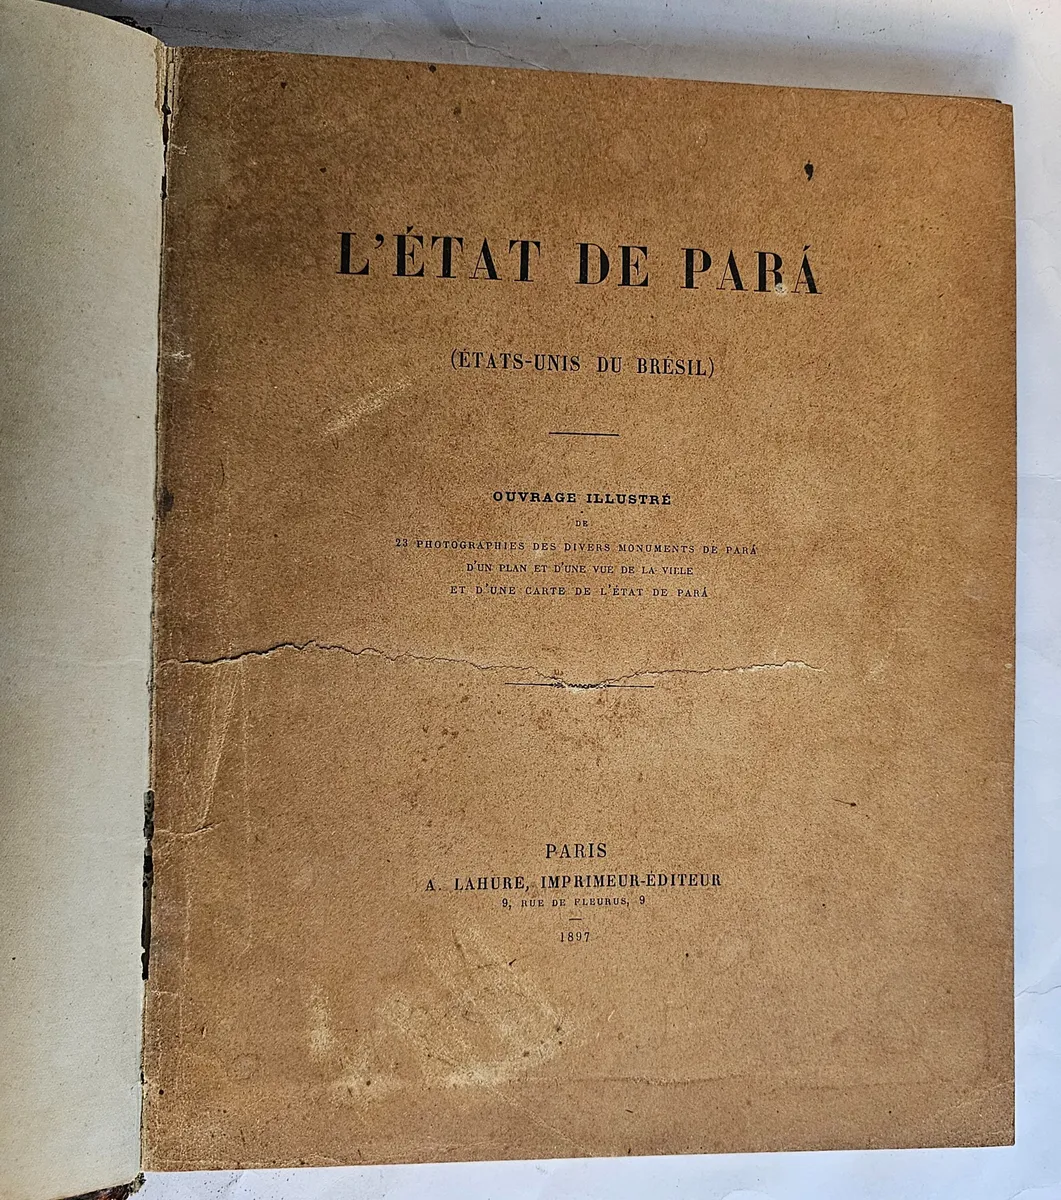 L'ÉTAT DE PARÁ
(ÉTATS-UNIS DU BRÉSIL)
OUVRAGE ILLUSTRÉ
DE
23 PHOTOGRAPHIES DES DIVERS MONUMENTS DE PARÁ
D'UN PLAN ET D'UNE VUE DE LA VILLE
ET D'UNE CARTE DE L'ÉTAT DE PARÁ
PARIS
A. LAHURE, IMPRIMEUR-ÉDITEUR
9, RUE DE FLEURUS, 9
1897